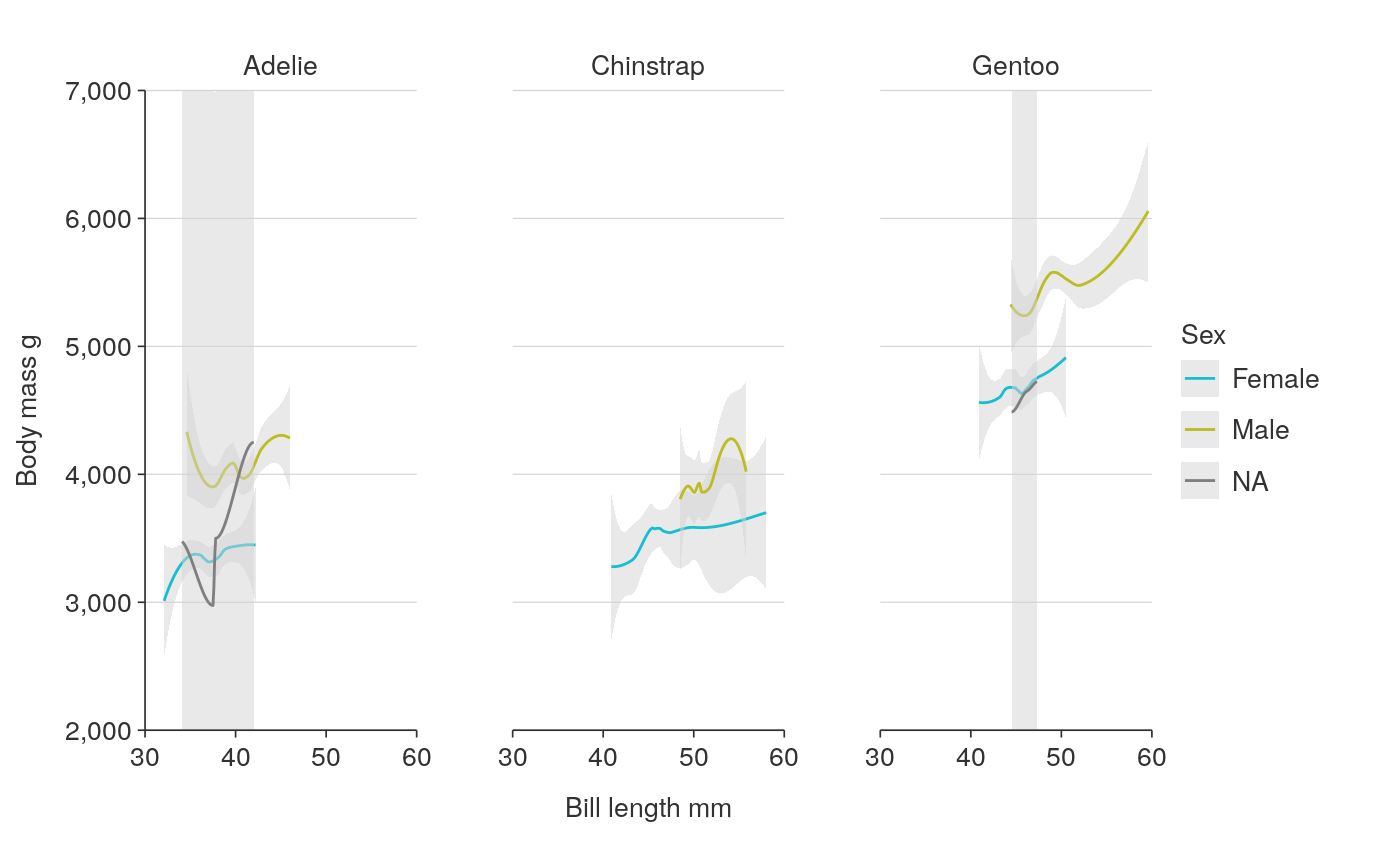 Adelie
Chinstrap
Gentoo
7,000
6,000
5,000
4,000
3,000
2,000
Body mass g
30 40 50 60
30 40 50 60
30 40 50 60
Bill length mm
Sex
Female
Male
NA